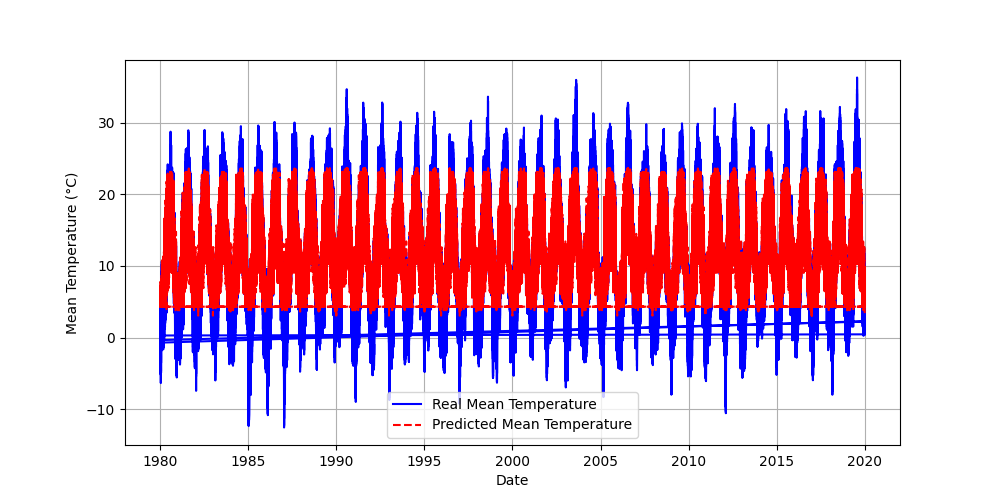 Mean Temperature (°C)
30
20
10
0
−10
Real Mean Temperature
Predicted Mean Temperature
1980 1985 1990 1995 2000 2005 2010 2015 2020
Date